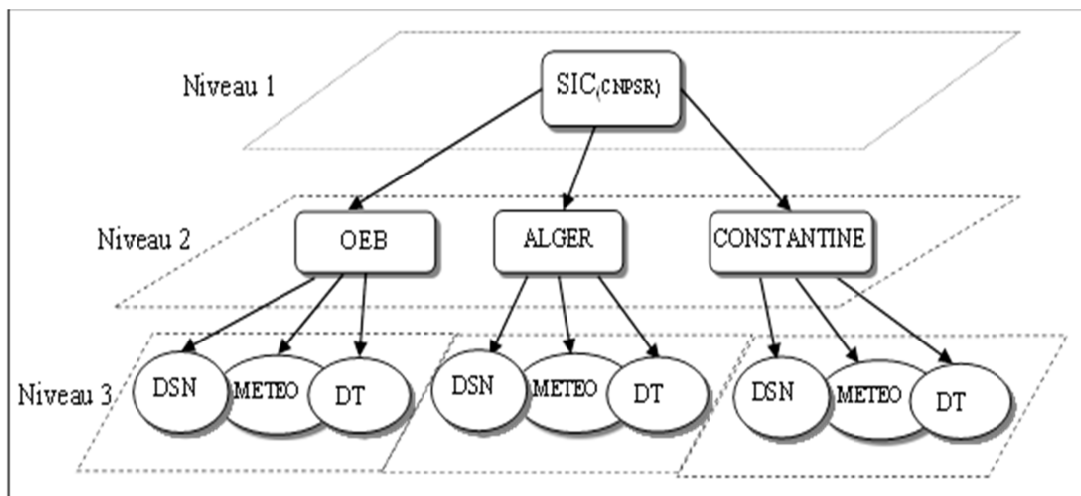 Niveau 1
SIC(CNPSR)
Niveau 2
OEB
ALGER
CONSTANTINE
Niveau 3
DSN
METEO
DT
DSN
METEO
DT
DSN
METEO
DT